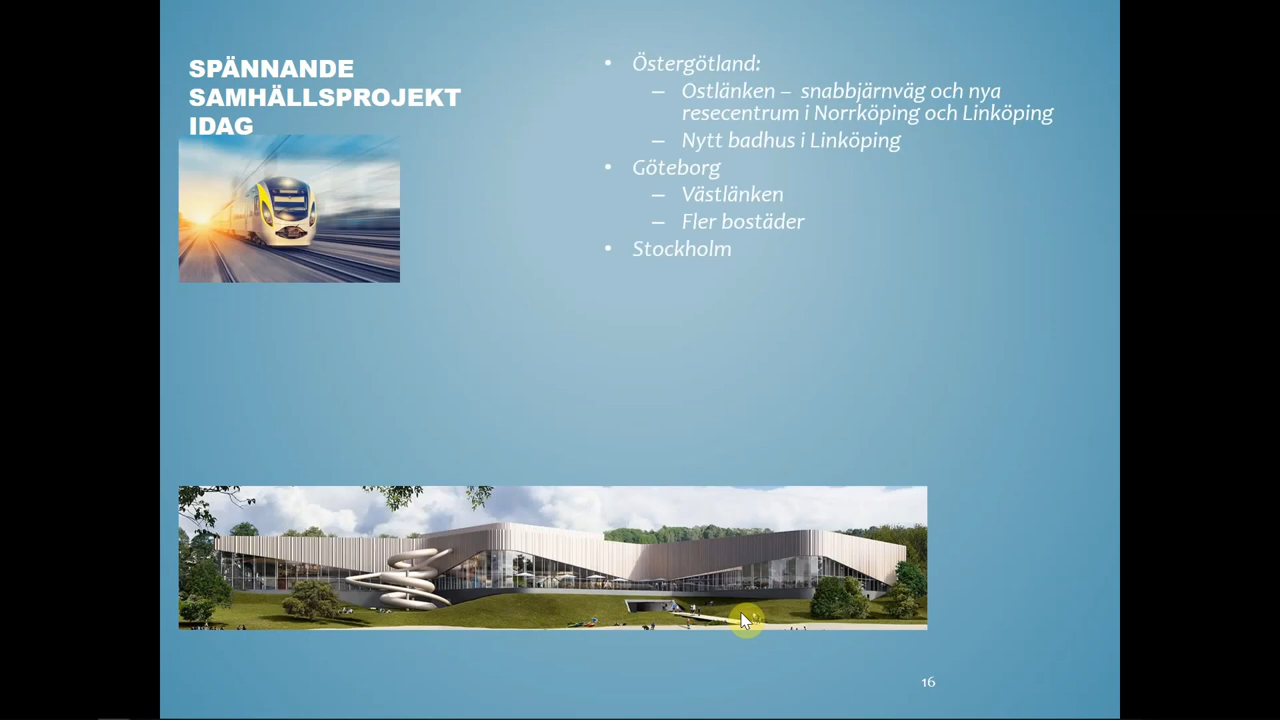 SPÄNNANDE
SAMHÄLLSPROJEKT
IDAG
• Östergötland:
– Ostlänken – snabbjärnväg och nya
resecentrum i Norrköping och Linköping
– Nytt badhus i Linköping
• Göteborg
– Västlänken
– Fler bostäder
• Stockholm
16